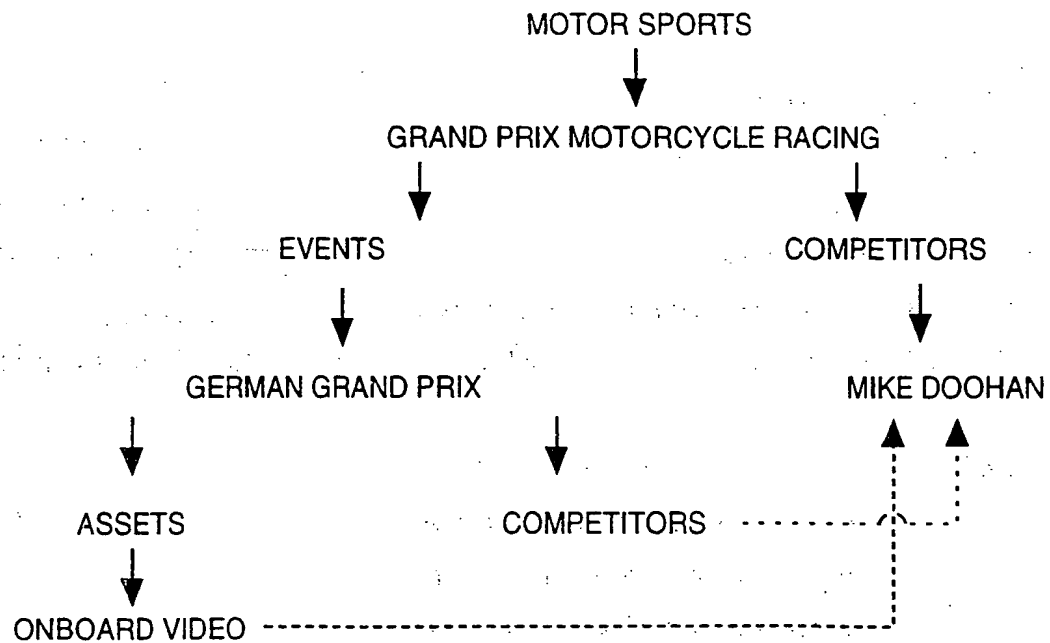 MOTOR SPORTS
GRAND PRIX MOTORCYCLE RACING
EVENTS
COMPETITORS
GERMAN GRAND PRIX
MIKE DOOHAN
ASSETS
COMPETITORS
ONBOARD VIDEO